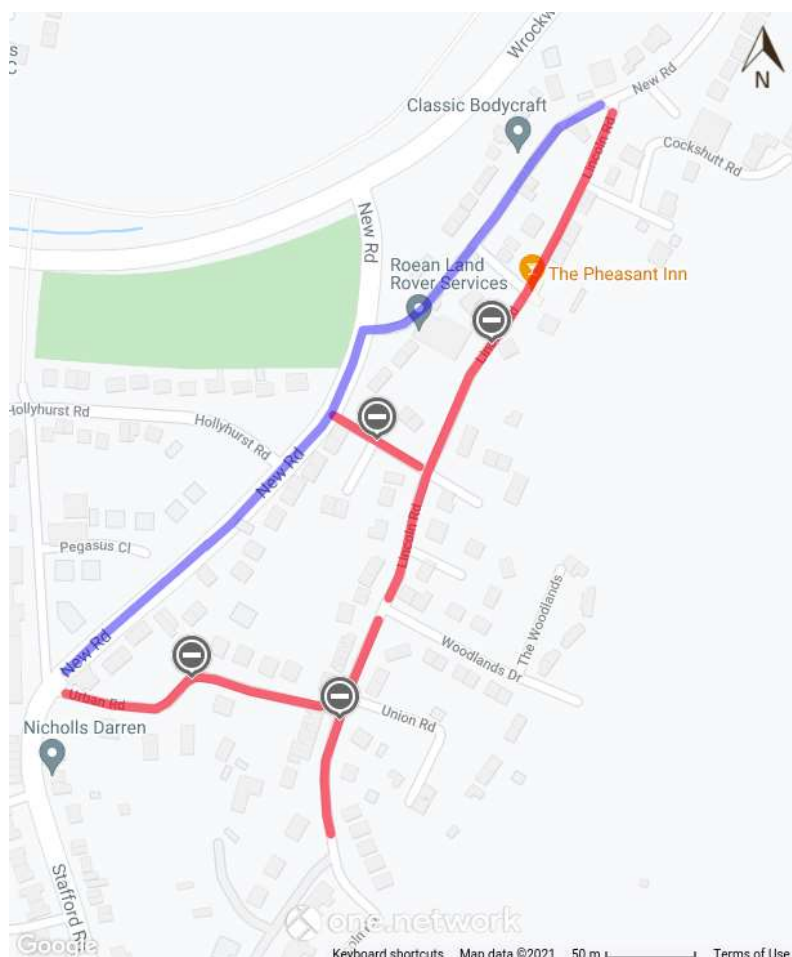 s
C
Wrockw
N
New Rd
Classic Bodycraft
Lincoln Rd
Cockshutt Rd
New Rd
Roean Land
Rover Services
The Pheasant Inn
Hollyhurst Rd
Hollyhurst Rd
New Rd
Lincoln Rd
Pegasus Cl
The Woodlands
Woodlands Dr
New Rd
Urban Rd
Union Rd
Nicholls Darren
Stafford R
one.network
Google
Keyboard shortcuts Map data ©2021 50 m Terms of Use